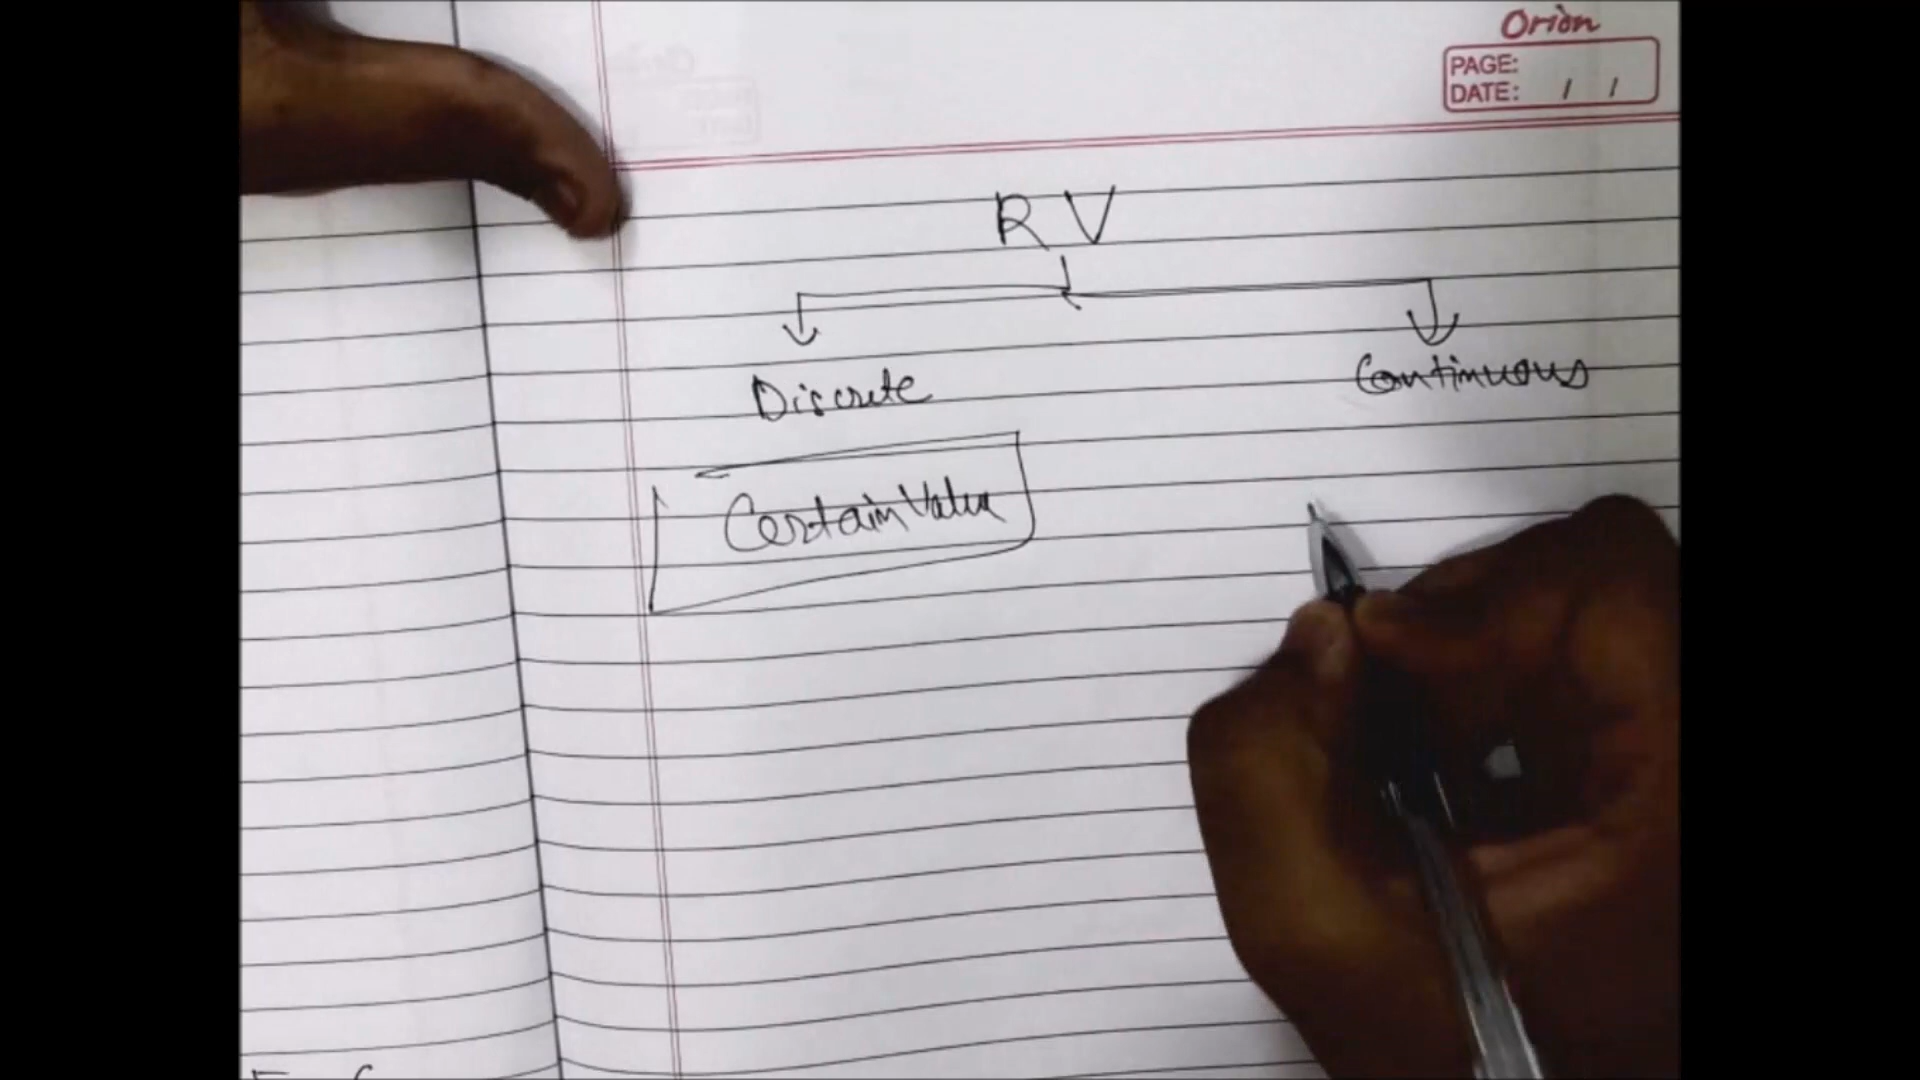 Orion
PAGE:
DATE: / /
RV
Discrete
Continuous
Certain Value